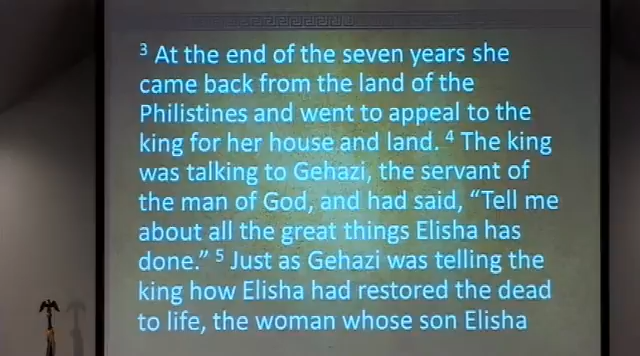 3 At the end of the seven years she
came back from the land of the
Philistines and went to appeal to the
king for her house and land. 4 The king
was talking to Gehazi, the servant of
the man of God, and had said, “Tell me
about all the great things Elisha has
done.” 5 Just as Gehazi was telling the
king how Elisha had restored the dead
to life, the woman whose son Elisha